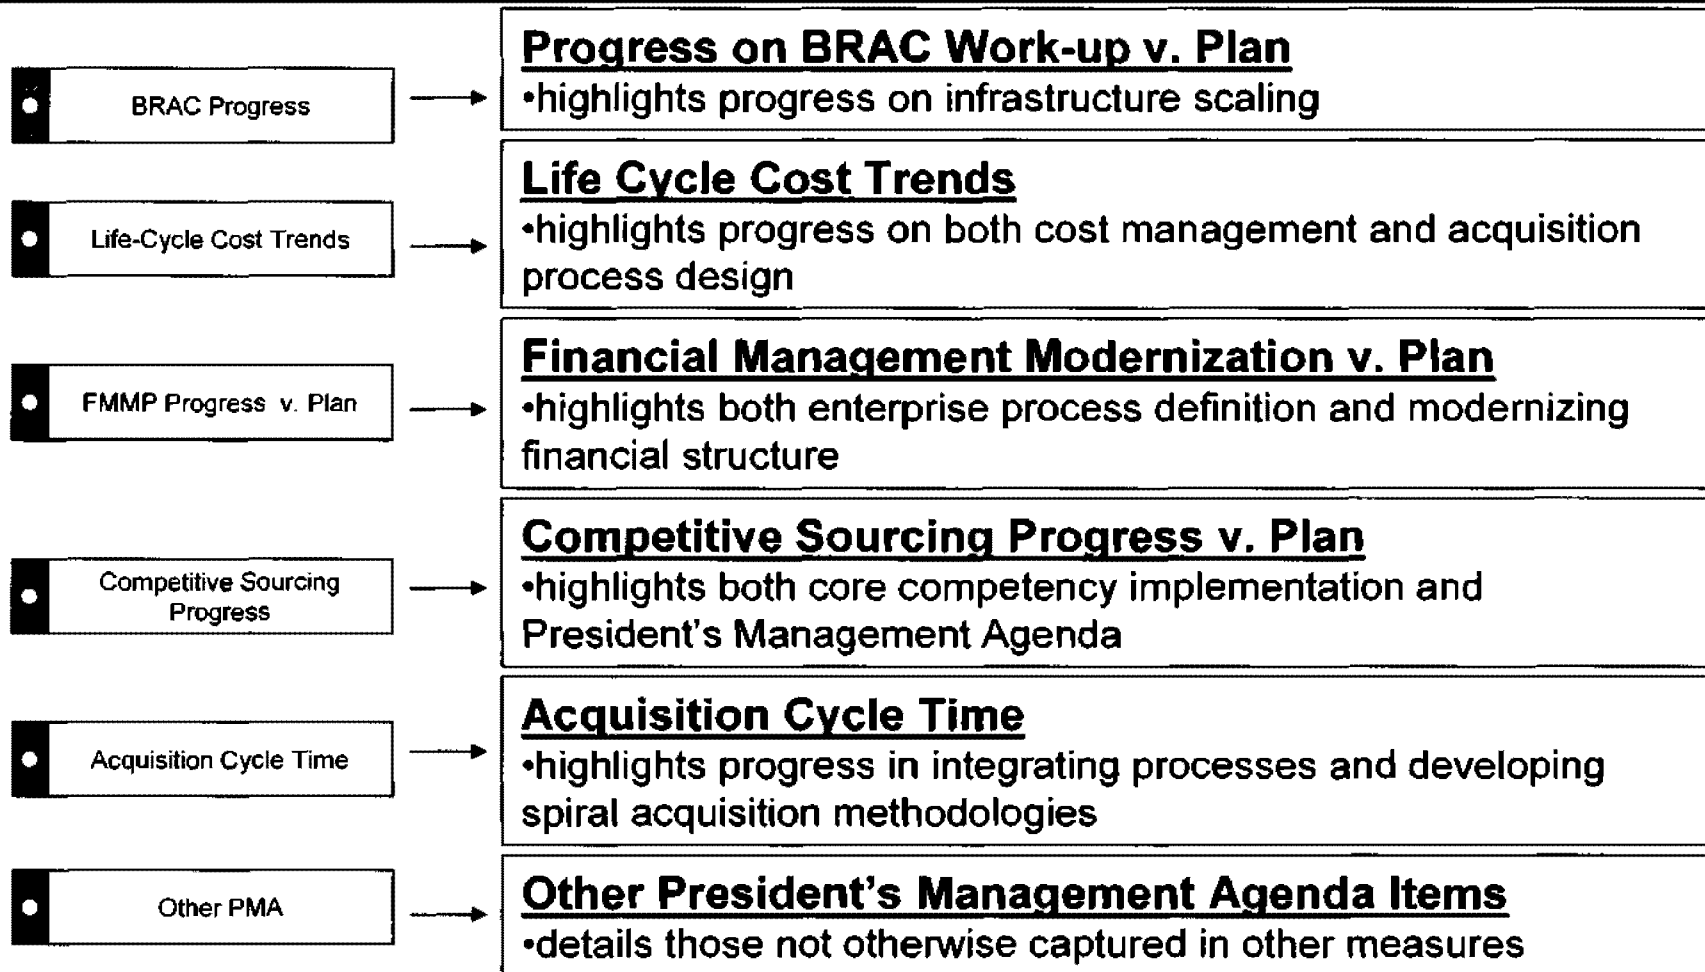 BRAC Progress
Progress on BRAC Work-up v. Plan
•highlights progress on infrastructure scaling
Life-Cycle Cost Trends
Life Cycle Cost Trends
•highlights progress on both cost management and acquisition
process design
FMMP Progress v. Plan
Financial Management Modernization v. Plan
•highlights both enterprise process definition and modernizing
financial structure
Competitive Sourcing
Progress
Competitive Sourcing Progress v. Plan
•highlights both core competency implementation and
President's Management Agenda
Acquisition Cycle Time
Acquisition Cycle Time
•highlights progress in integrating processes and developing
spiral acquisition methodologies
Other PMA
Other President's Management Agenda Items
•details those not otherwise captured in other measures